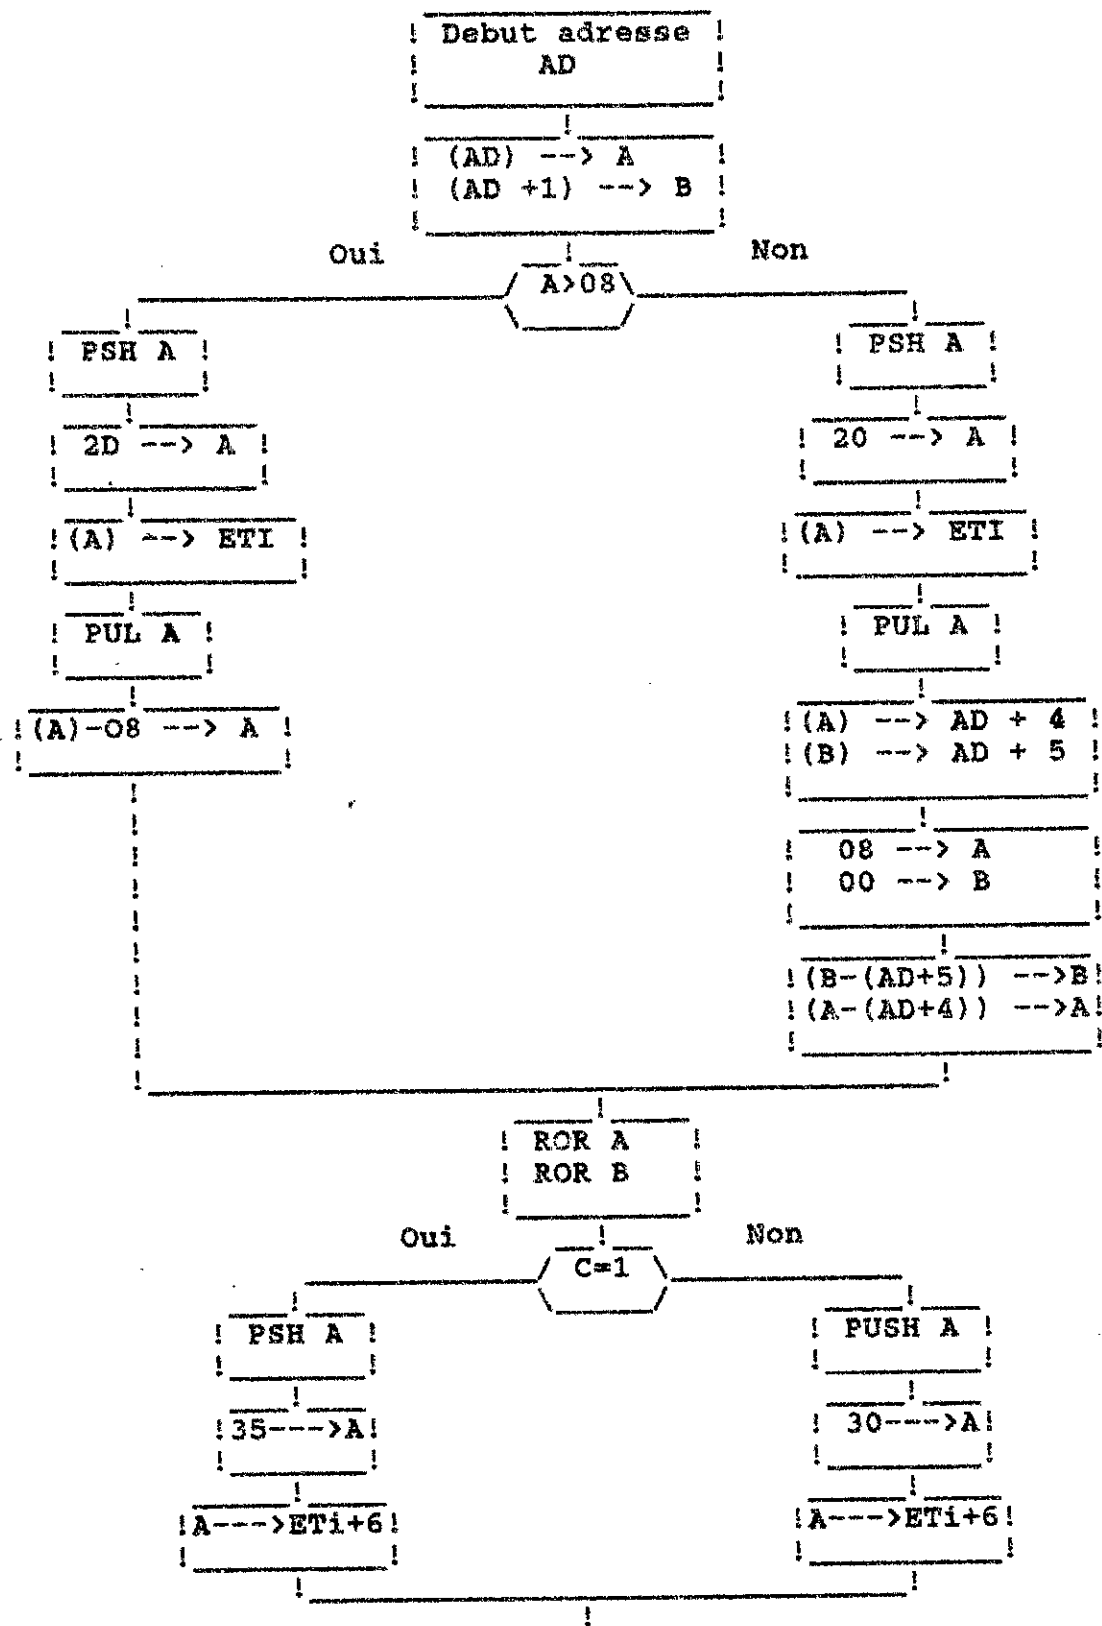 Debut adresse
AD
(AD) --> A
(AD +1) --> B
Oui
Non
A>08
PSH A
PSH A
2D --> A
20 --> A
(A) --> ETI
(A) --> ETI
PUL A
PUL A
(A)-O8 --> A
(A) --> AD + 4
(B) --> AD + 5
08 --> A
00 --> B
(B-(AD+5)) -->B
(A-(AD+4)) -->A
ROR A
ROR B
Oui
Non
C=1
PSH A
PUSH A
35--->A
30--->A
A--->ETi+6
A--->ETi+6